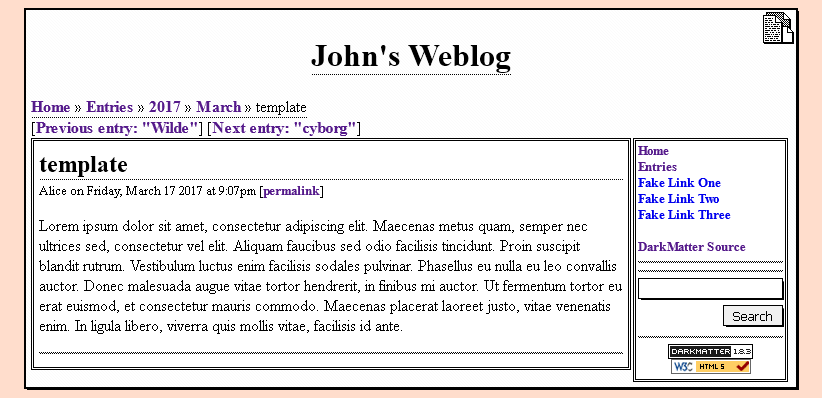 John's Weblog
Home » Entries » 2017 » March » template
[Previous entry: "Wilde"] [Next entry: "cyborg"]
template
Alice on Friday, March 17 2017 at 9:07pm [permalink]
Lorem ipsum dolor sit amet, consectetur adipiscing elit. Maecenas metus quam, semper nec
ultrices sed, consectetur vel elit. Aliquam faucibus sed odio facilisis tincidunt. Proin suscipit
blandit rutrum. Vestibulum luctus enim facilisis sodales pulvinar. Phasellus eu nulla eu leo convallis
auctor. Donec malesuada augue vitae tortor hendrerit, in finibus mi auctor. Ut fermentum tortor eu
erat euismod, et consectetur mauris commodo. Maecenas placerat laoreet justo, vitae venenatis
enim. In ligula libero, viverra quis mollis vitae, facilisis id ante.
Home
Entries
Fake Link One
Fake Link Two
Fake Link Three
DarkMatter Source
Search
DARKMATTER 1.8.3
W3C HTML 5